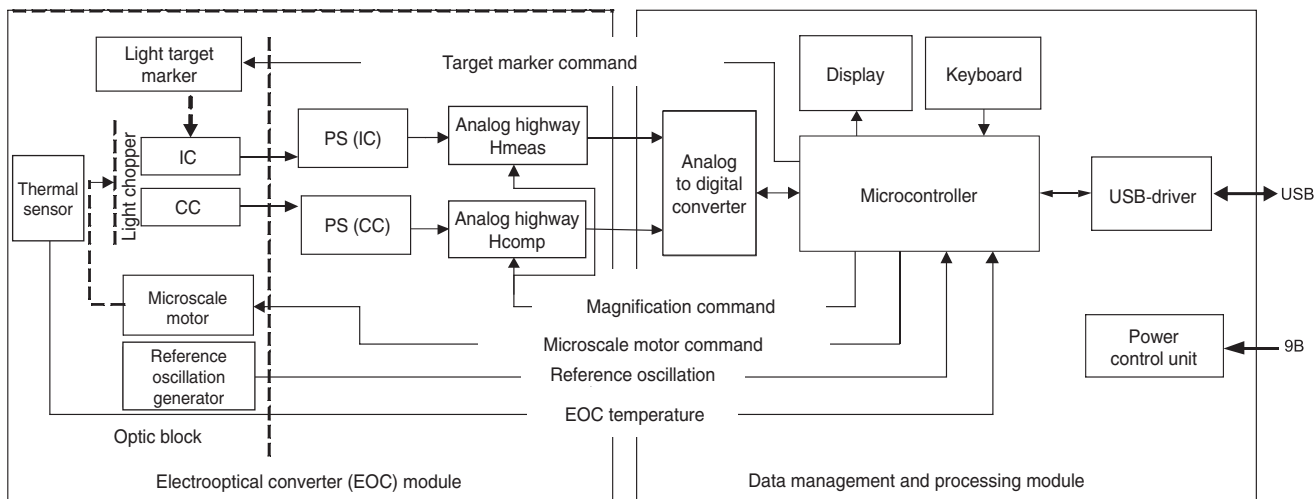 Light target
marker
Target marker command
Display
Keyboard
Light chopper
IC
PS (IC)
Analog highway
Hmeas
Thermal
sensor
CC
PS (CC)
Analog highway
Hcomp
Analog
to digital
converter
Microcontroller
USB-driver
USB
Microscale
motor
Magnification command
Microscale motor command
Power
control unit
9B
Reference
oscillation
generator
Reference oscillation
EOC temperature
Optic block
Electrooptical converter (EOC) module
Data management and processing module